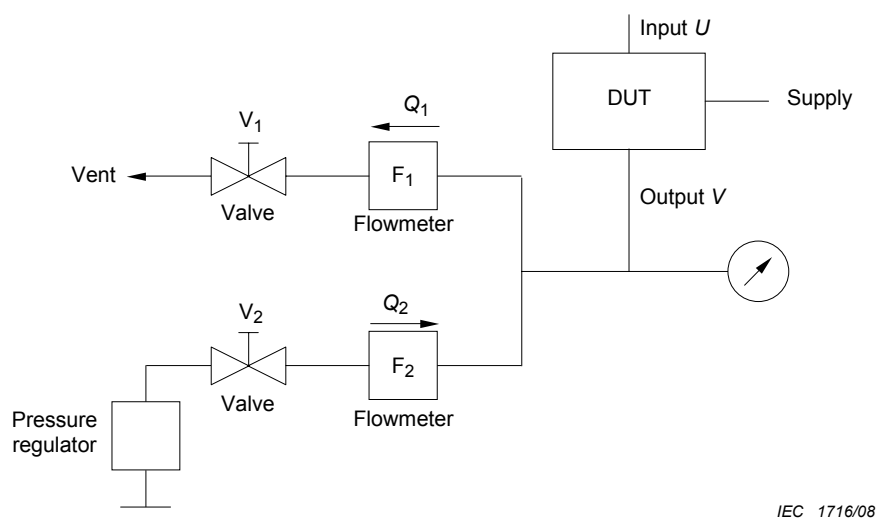 Input U
DUT
Supply
Output V
Q1
V1
F1
Vent
Valve
Flowmeter
Q2
V2
F2
Valve
Flowmeter
Pressure
regulator
IEC 1716/08